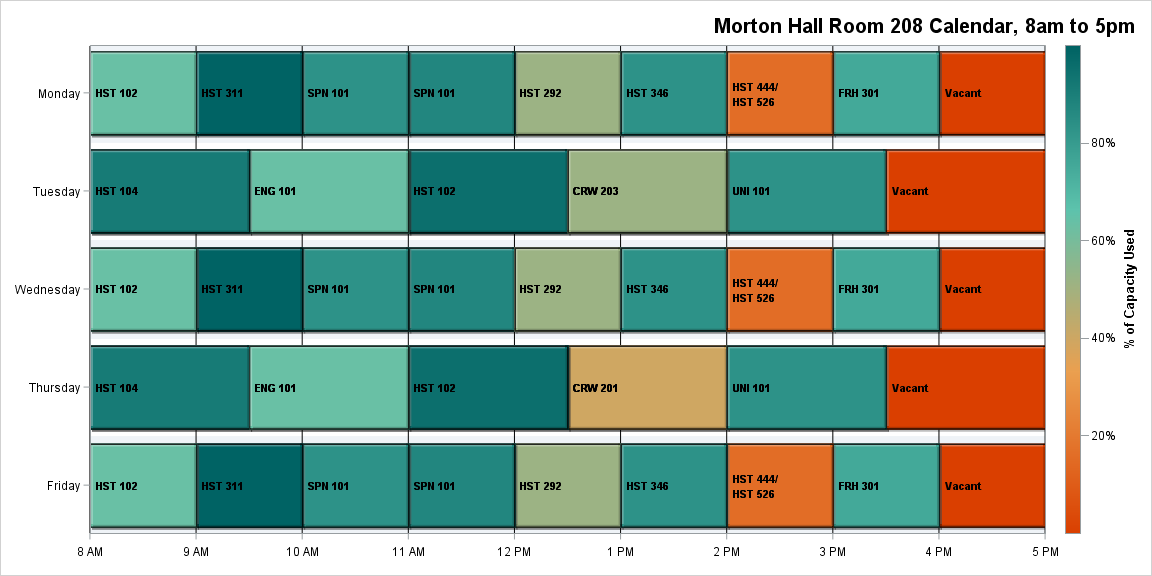 Morton Hall Room 208 Calendar, 8am to 5pm
Monday
HST 102
HST 311
SPN 101
SPN 101
HST 292
HST 346
HST 444/
HST 526
FRH 301
Vacant
Tuesday
HST 104
ENG 101
HST 102
CRW 203
UNI 101
Vacant
Wednesday
HST 102
HST 311
SPN 101
SPN 101
HST 292
HST 346
HST 444/
HST 526
FRH 301
Vacant
Thursday
HST 104
ENG 101
HST 102
CRW 201
UNI 101
Vacant
Friday
HST 102
HST 311
SPN 101
SPN 101
HST 292
HST 346
HST 444/
HST 526
FRH 301
Vacant
8 AM
9 AM
10 AM
11 AM
12 PM
1 PM
2 PM
3 PM
4 PM
5 PM
80%
60%
40%
20%
% of Capacity Used